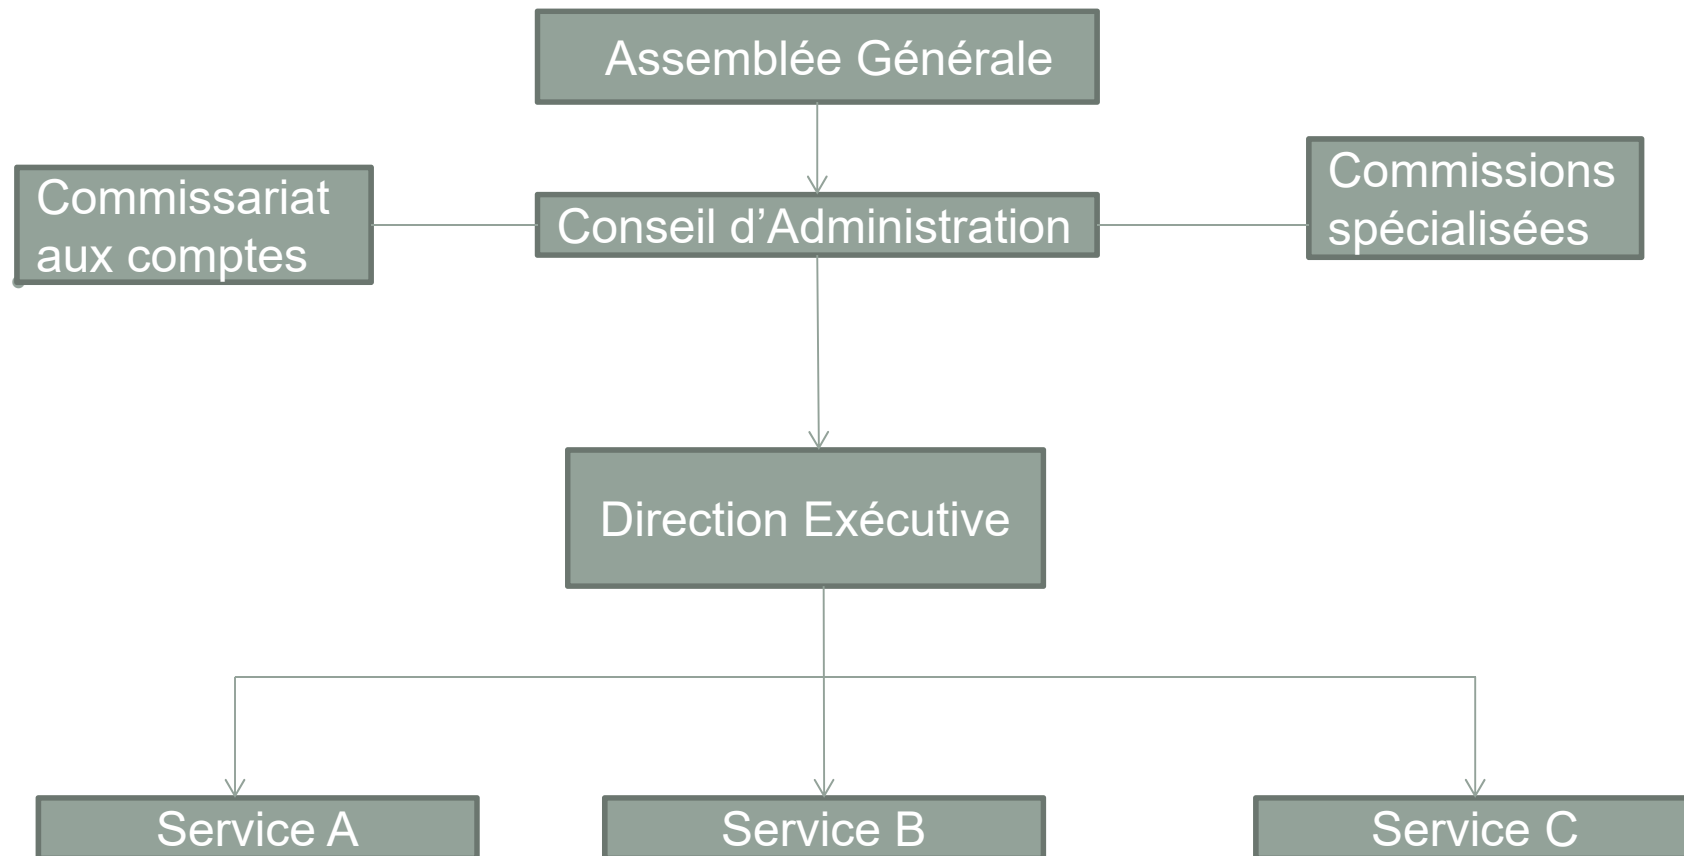 Assemblée Générale
Commissariat
aux comptes
Conseil d’Administration
Commissions
spécialisées
Direction Exécutive
Service A
Service B
Service C